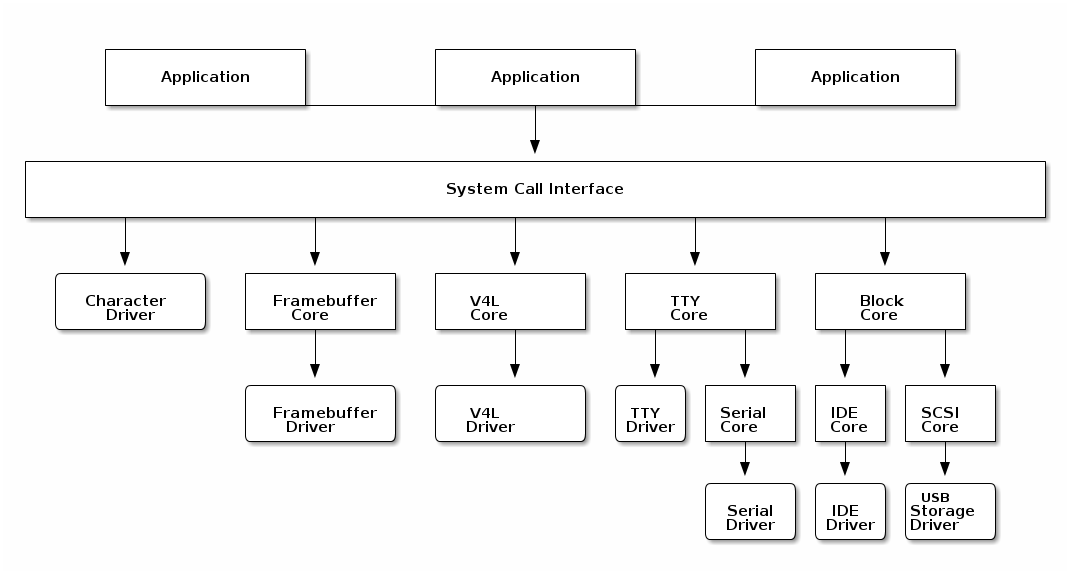 Application
Application
Application
System Call Interface
Character
Driver
Framebuffer
Core
V4L
Core
TTY
Core
Block
Core
Framebuffer
Driver
V4L
Driver
TTY
Driver
Serial
Core
IDE
Core
SCSI
Core
Serial
Driver
IDE
Driver
USB
Storage
Driver